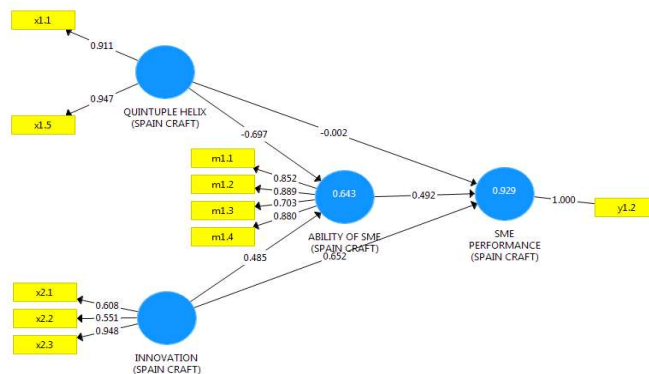 x1.1
0.911
0.947
x1.5
QUINTUPLE HELIX
(SPAIN CRAFT)
-0.697
-0.002
m1.1
m1.2
m1.3
m1.4
0.852
0.889
0.703
0.880
0.643
ABILITY OF SME
(SPAIN CRAFT)
0.492
0.929
SME
PERFORMANCE
(SPAIN CRAFT)
1.000
y1.2
0.485
0.652
x2.1
x2.2
x2.3
0.608
0.551
0.948
INNOVATION
(SPAIN CRAFT)